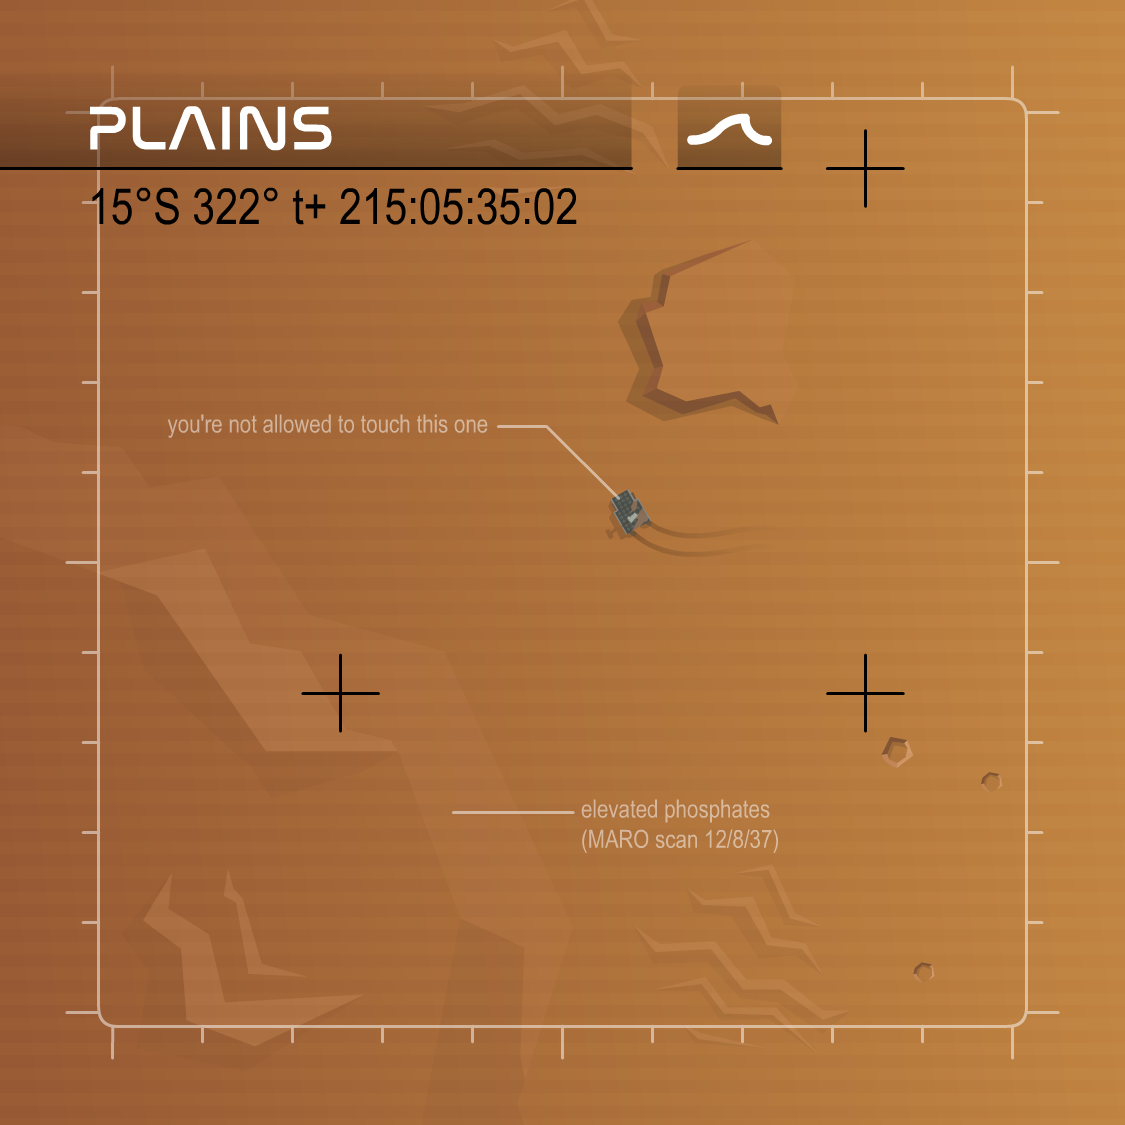 PLAINS
15°S 322° t+ 215:05:35:02
you're not allowed to touch this one
elevated phosphates
(MARO scan 12/8/37)